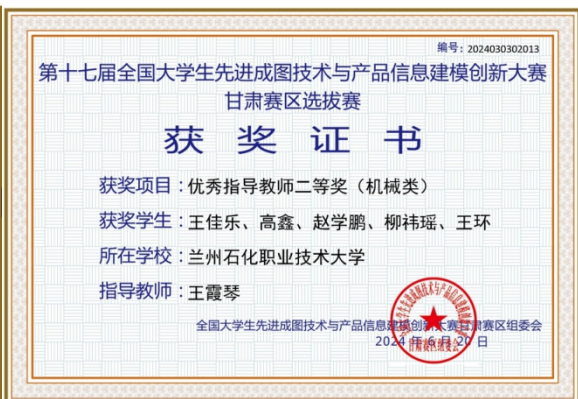 编号：2024030302013
第十七届全国大学生先进成图技术与产品信息建模创新大赛
甘肃赛区选拔赛
获奖证书
获奖项目：优秀指导教师二等奖（机械类）
获奖学生：王佳乐、高鑫、赵学鹏、柳祎瑶、王环
所在学校：兰州石化职业技术大学
指导教师：王霞琴
全国大学生先进成图技术与产品信息建模创新大赛甘肃赛区组委会
2024 年 6 月 20 日